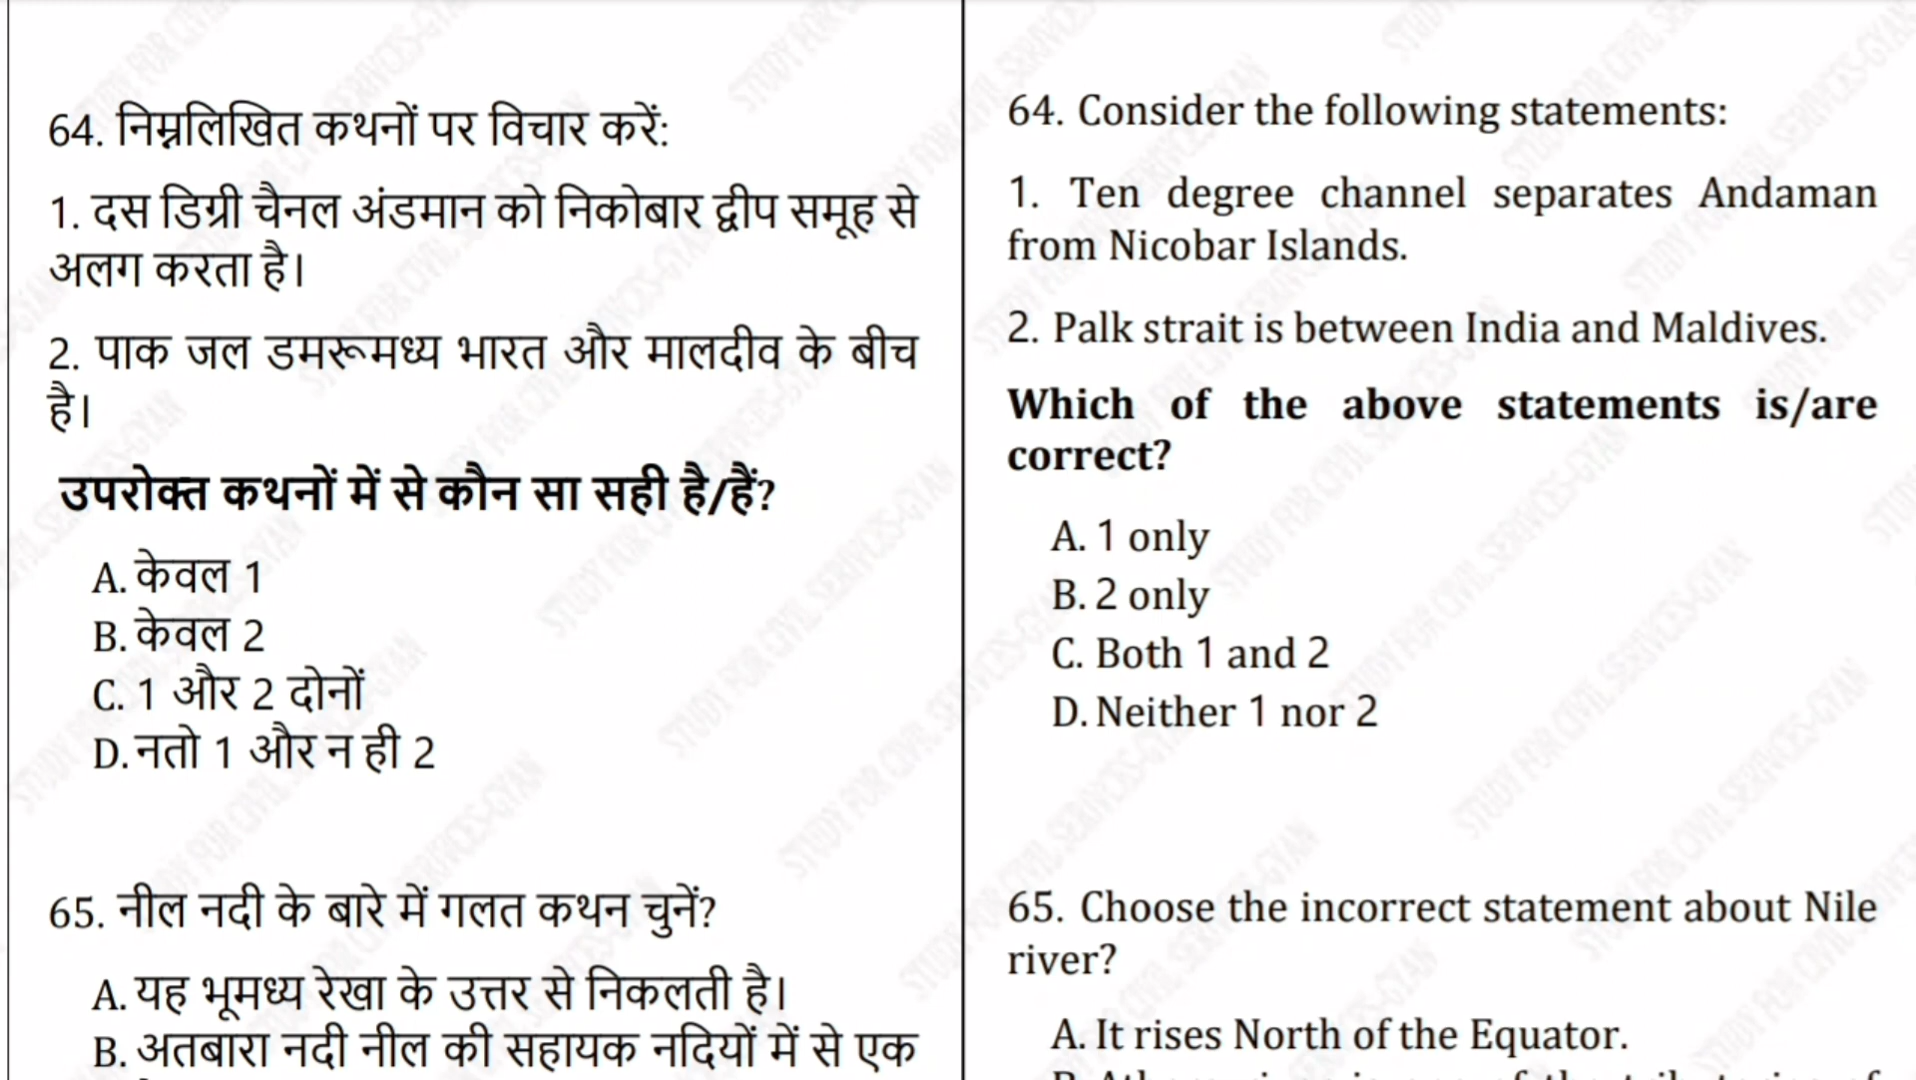 64. निम्नलिखित कथनों पर विचार करें:
1. दस डिग्री चैनल अंडमान को निकोबार द्वीप समूह से
अलग करता है।
2. पाक जल डमरूमध्य भारत और मालदीव के बीच
है।
उपरोक्त कथनों में से कौन सा सही है/हैं?
A. केवल 1
B. केवल 2
C. 1 और 2 दोनों
D. नतो 1 और न ही 2
65. नील नदी के बारे में गलत कथन चुनें?
A. यह भूमध्य रेखा के उत्तर से निकलती है।
B. अतबारा नदी नील की सहायक नदियों में से एक
64. Consider the following statements:
1. Ten degree channel separates Andaman
from Nicobar Islands.
2. Palk strait is between India and Maldives.
Which of the above statements is/are
correct?
A. 1 only
B. 2 only
C. Both 1 and 2
D. Neither 1 nor 2
65. Choose the incorrect statement about Nile
river?
A. It rises North of the Equator.